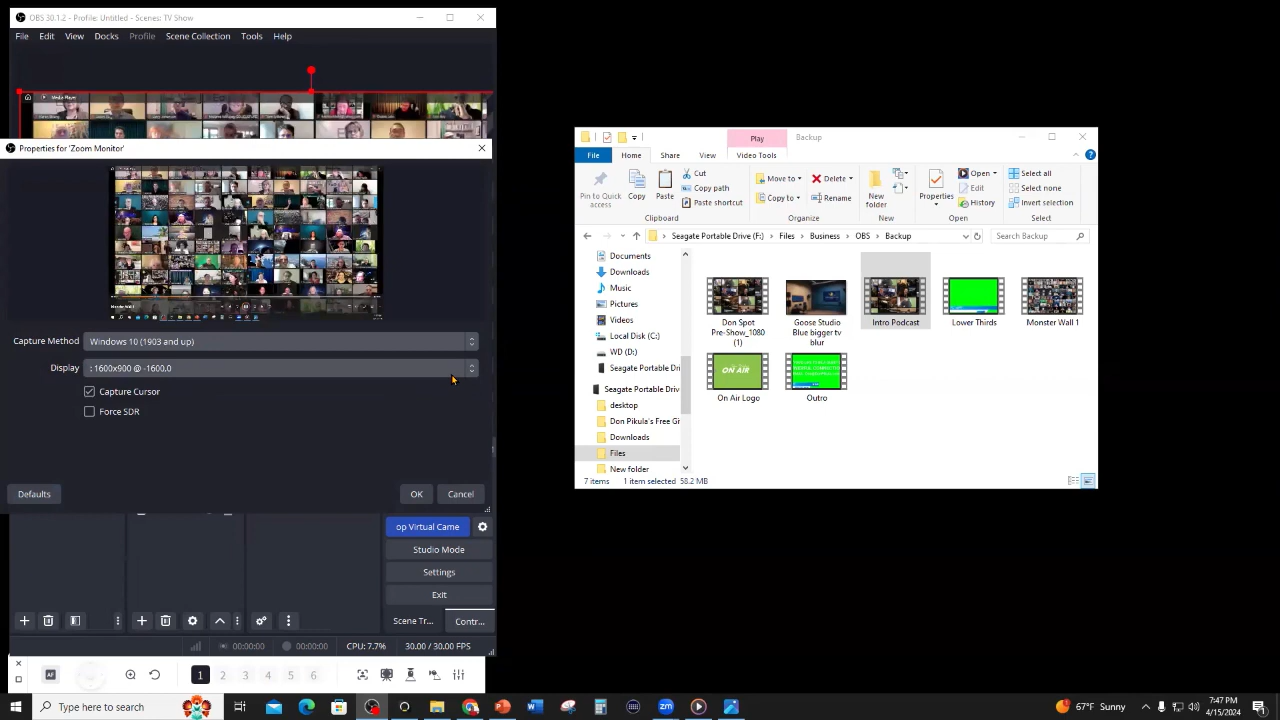 OBS 30.1.2 - Profile: Untitled - Scenes: TV Show
File Edit View Docks Profile Scene Collection Tools Help
Media Player
Properties for 'Zoom Monitor'
Capture Method Windows 10 (1903 and up)
Display : 1600x900 @ -1600,0
Capture Cursor
Force SDR
Defaults OK Cancel
op Virtual Came
Studio Mode
Settings
Exit
Scene Tr... Contr...
00:00:00 00:00:00 CPU: 7.7% 30.00 / 30.00 FPS
AF 1 2 3 4 5 6
Play Backup
File Home Share View Video Tools
Pin to Quick access
Copy
Paste
Cut
Copy path
Paste shortcut
Clipboard
Move to
Copy to
Delete
Rename
Organize
New folder
New
Properties
Open
Edit
History
Open
Select all
Select none
Invert selection
Select
Seagate Portable Drive (F:) Files Business OBS Backup Search Backup
Documents
Downloads
Music
Pictures
Videos
Local Disk (C:)
WD (D:)
Seagate Portable Dri
Seagate Portable Drive
desktop
Don Pikula's Free Gi
Downloads
Files
New folder
Don Spot
Pre-Show_1080
(1)
Goose Studio
Blue bigger tv
blur
Intro Podcast
Lower Thirds
Monster Wall 1
ON AIR
On Air Logo
Outro
7 items 1 item selected 58.2 MB
Type here to search
67°F Sunny
7:47 PM
4/15/2024